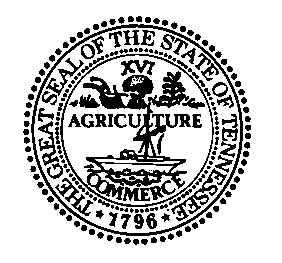 THE GREAT SEAL OF THE STATE OF TENNESSEE
XVI
AGRICULTURE
COMMERCE
1796